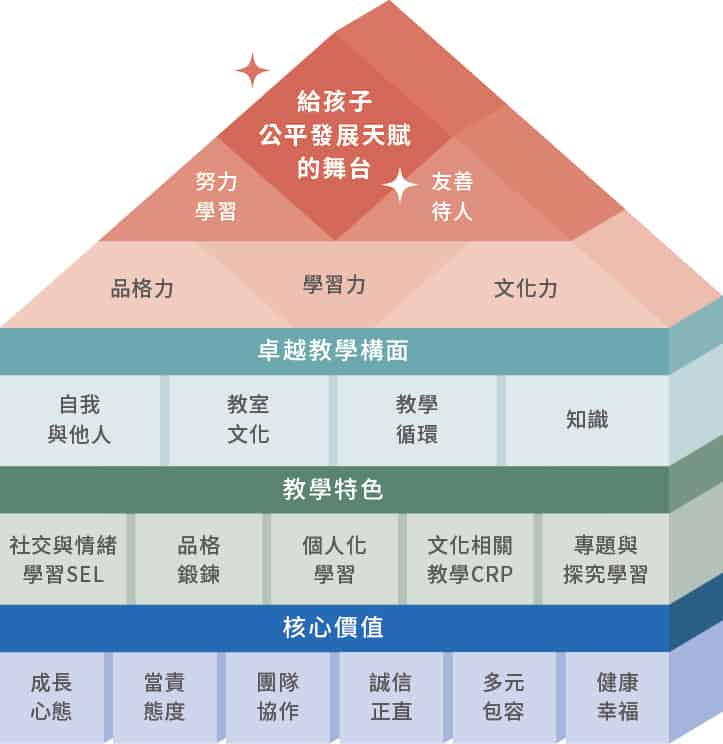 給孩子
公平發展天賦
的舞台
努力
學習
友善
待人
品格力
學習力
文化力
卓越教學構面
自我
與他人
教室
文化
教學
循環
知識
教學特色
社交與情緒
學習SEL
品格
鍛鍊
個人化
學習
文化相關
教學CRP
專題與
探究學習
核心價值
成長
心態
當責
態度
團隊
協作
誠信
正直
多元
包容
健康
幸福